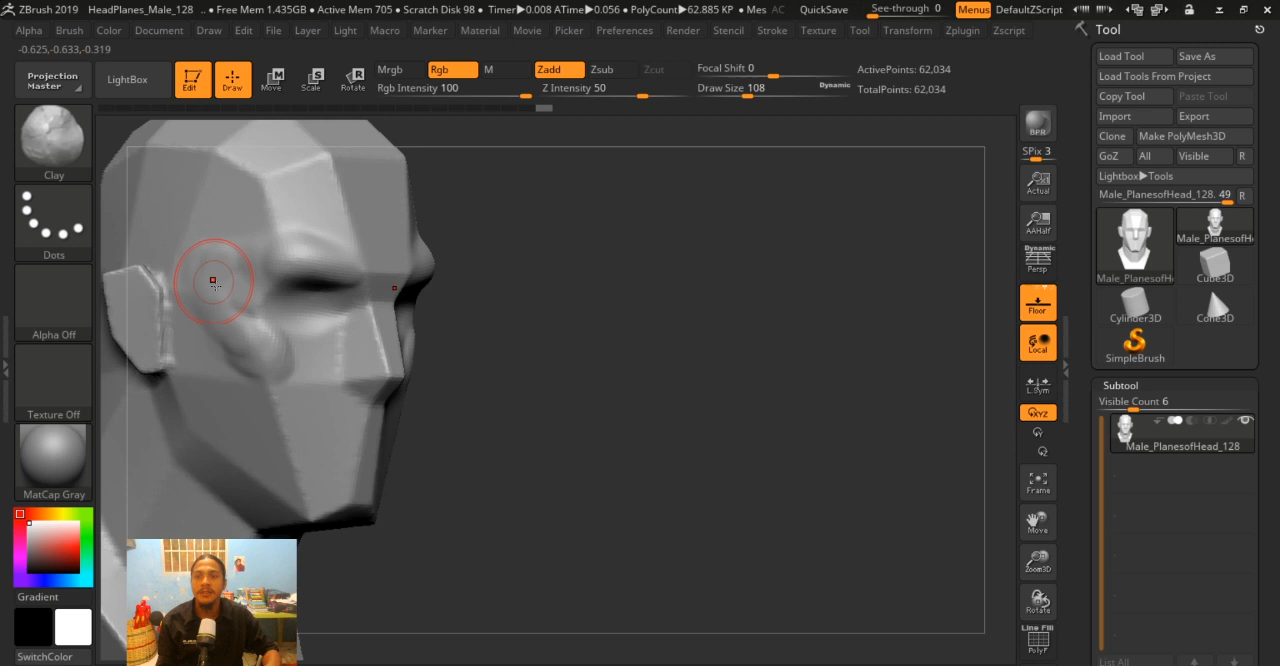 ZBrush 2019 HeadPlanes_Male_128 .. • Free Mem 1.435GB • Active Mem 705 • Scratch Disk 98 • Timer▶0.008 ATime▶0.056 • PolyCount▶62.885 KP • Mes AC QuickSave See-through 0 Menus DefaultZScript
Alpha Brush Color Document Draw Edit File Layer Light Macro Marker Material Movie Picker Preferences Render Stencil Stroke Texture Tool Transform Zplugin Zscript
-0.625,-0.633,-0.319
Projection Master
LightBox
Edit
Draw
Move
Scale
Rotate
Mrgb Rgb M
Rgb Intensity 100
Zadd Zsub Zcut
Z Intensity 50
Focal Shift 0
Draw Size 108 Dynamic
ActivePoints: 62,034
TotalPoints: 62,034
Clay
Dots
Alpha Off
Texture Off
MatCap Gray
Gradient
SwitchColor
BPR
SPix 3
Actual
AAHalf
Dynamic
Persp
Floor
Local
L.Sym
XYZ
Y
Z
Frame
Move
Zoom3D
Rotate
Line Fill
PolyF
Tool
Load Tool Save As
Load Tools From Project
Copy Tool Paste Tool
Import Export
Clone Make PolyMesh3D
GoZ All Visible R
Lightbox▶Tools
Male_PlanesofHead_128. 49 R
Male_PlanesofHe
Male_PlanesofH
Cube3D
Cylinder3D
Cone3D
SimpleBrush
Subtool
Visible Count 6
Male_PlanesofHead_128
List All